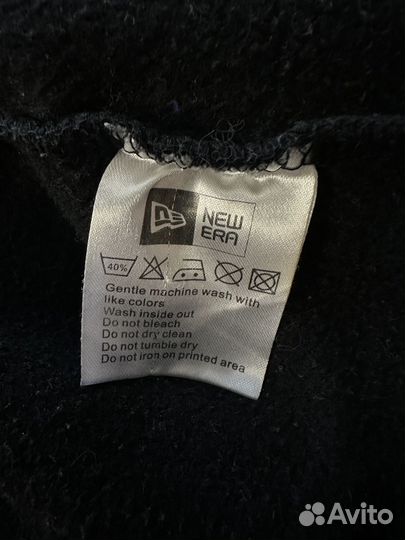 NEW
ERA
40%
Gentle machine wash with
like colors
Wash inside out
Do not bleach
Do not dry clean
Do not tumble dry
Do not iron on printed area
Avito